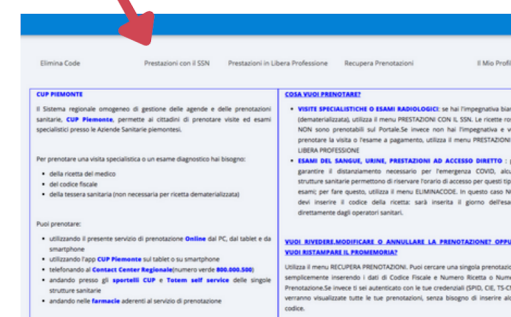 Elimina Code
Prestazioni con il SSN
Prestazioni in Libera Professione
Recupera Prenotazioni
Il Mio Profil
CUP PIEMONTE
Il Sistema regionale omogeneo di gestione delle agende e delle prenotazioni
sanitarie, CUP Piemonte, permette ai cittadini di prenotare visite ed esami
specialistici presso le Aziende Sanitarie piemontesi.
Per prenotare una visita specialistica o un esame diagnostico hai bisogno:
della ricetta del medico
del codice fiscale
della tessera sanitaria (non necessaria per ricetta dematerializzata)
Puoi prenotare:
utilizzando il presente servizio di prenotazione Online dai PC, dal tablet e da
smartphone
utilizzando l'app CUP Piemonte su tablet o su smartphone
telefonando al Contact Center Regionale(numero verde 800.000.500)
andando presso gli sportelli CUP e Totem self service delle singole
strutture sanitarie
andando nelle farmacie aderenti al servizio di prenotazione
COSA VUOI PRENOTARE?
VISITE SPECIALISTICHE O ESAMI RADIOLOGICI: se hai l'impegnativa bian
(dematerializzata), utilizza il menu PRESTAZIONI CON IL SSN. Le ricette ros
NON sono prenotabili sul Portale.Se invece non hai l'impegnativa e v
prenotare la visita o l'esame a pagamento, utilizza il menu PRESTAZIONI
LIBERA PROFESSIONE
ESAMI DEL SANGUE, URINE, PRESTAZIONI AD ACCESSO DIRETTO : p
garantire il distanziamento necessario per l'emergenza COVID, alcu
strutture sanitarie permettono di riservare l'orario di accesso per questi tip
esami; per fare questo, utilizza il menu ELIMINACODE. In questo caso N
devi inserire il codice della ricetta: sarà inserita il giorno dell'esa
direttamente dagli operatori sanitari.
VUOI RIVEDERE,MODIFICARE O ANNULLARE LA PRENOTAZIONE? OPPU
VUOI RISTAMPARE IL PROMEMORIA?
Utilizza il menu RECUPERA PRENOTAZIONI. Puoi cercare una singola prenotazio
semplicemente inserendo i dati di Codice Fiscale e Numero Ricetta o Nume
Prenotazione.Se invece ti sei autenticato con le tue credenziali (SPID, CIE, TS-CN
verranno visualizzate tutte le tue prenotazioni, senza bisogno di inserire alc
codice.